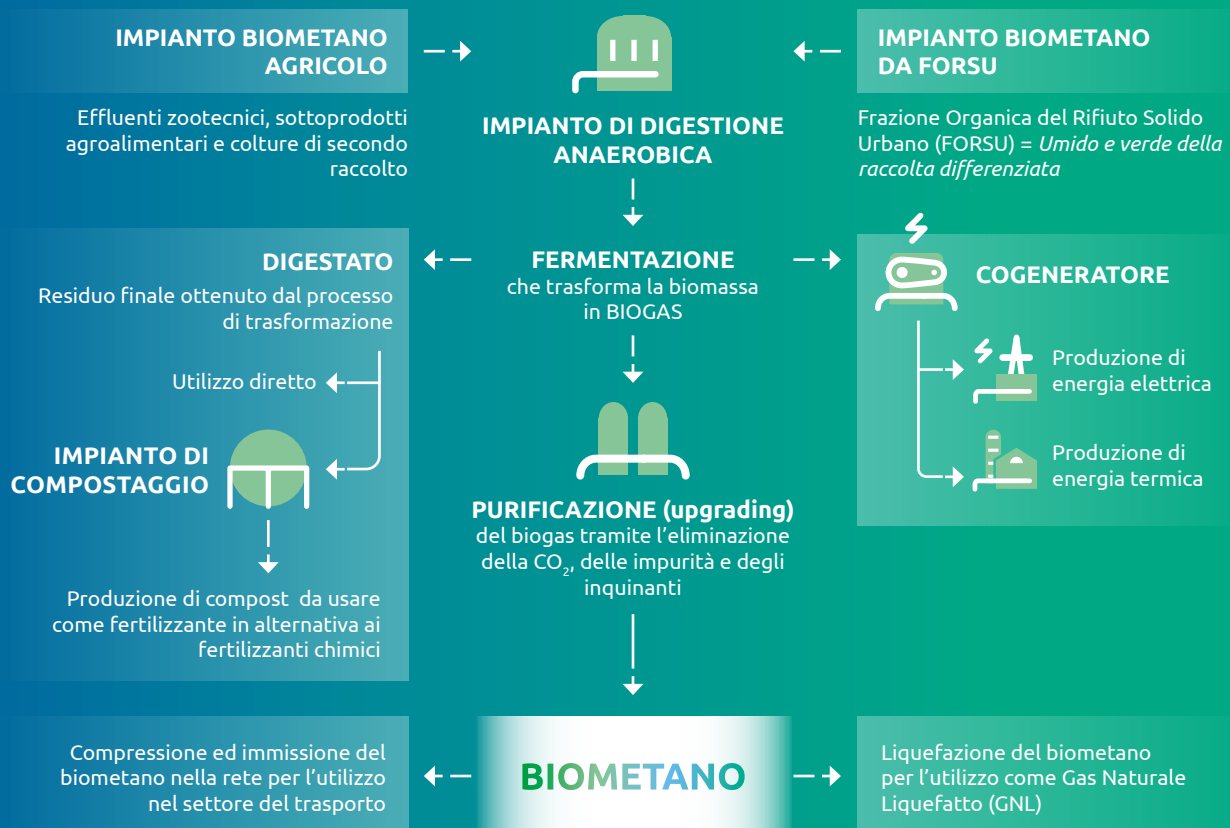 IMPIANTO BIOMETANO
AGRICOLO
Effluenti zootecnici, sottoprodotti
agroalimentari e colture di secondo
raccolto
IMPIANTO DI DIGESTIONE
ANAEROBICA
IMPIANTO BIOMETANO
DA FORSU
Frazione Organica del Rifiuto Solido
Urbano (FORSU) = Umido e verde della
raccolta differenziata
DIGESTATO
Residuo finale ottenuto dal processo
di trasformazione
Utilizzo diretto
IMPIANTO DI
COMPOSTAGGIO
Produzione di compost da usare
come fertilizzante in alternativa ai
fertilizzanti chimici
FERMENTAZIONE
che trasforma la biomassa
in BIOGAS
PURIFICAZIONE (upgrading)
del biogas tramite l'eliminazione
della CO₂, delle impurità e degli
inquinanti
COGENERATORE
Produzione di
energia elettrica
Produzione di
energia termica
Compressione ed immissione del
biometano nella rete per l'utilizzo
nel settore del trasporto
BIOMETANO
Liquefazione del biometano
per l'utilizzo come Gas Naturale
Liquefatto (GNL)